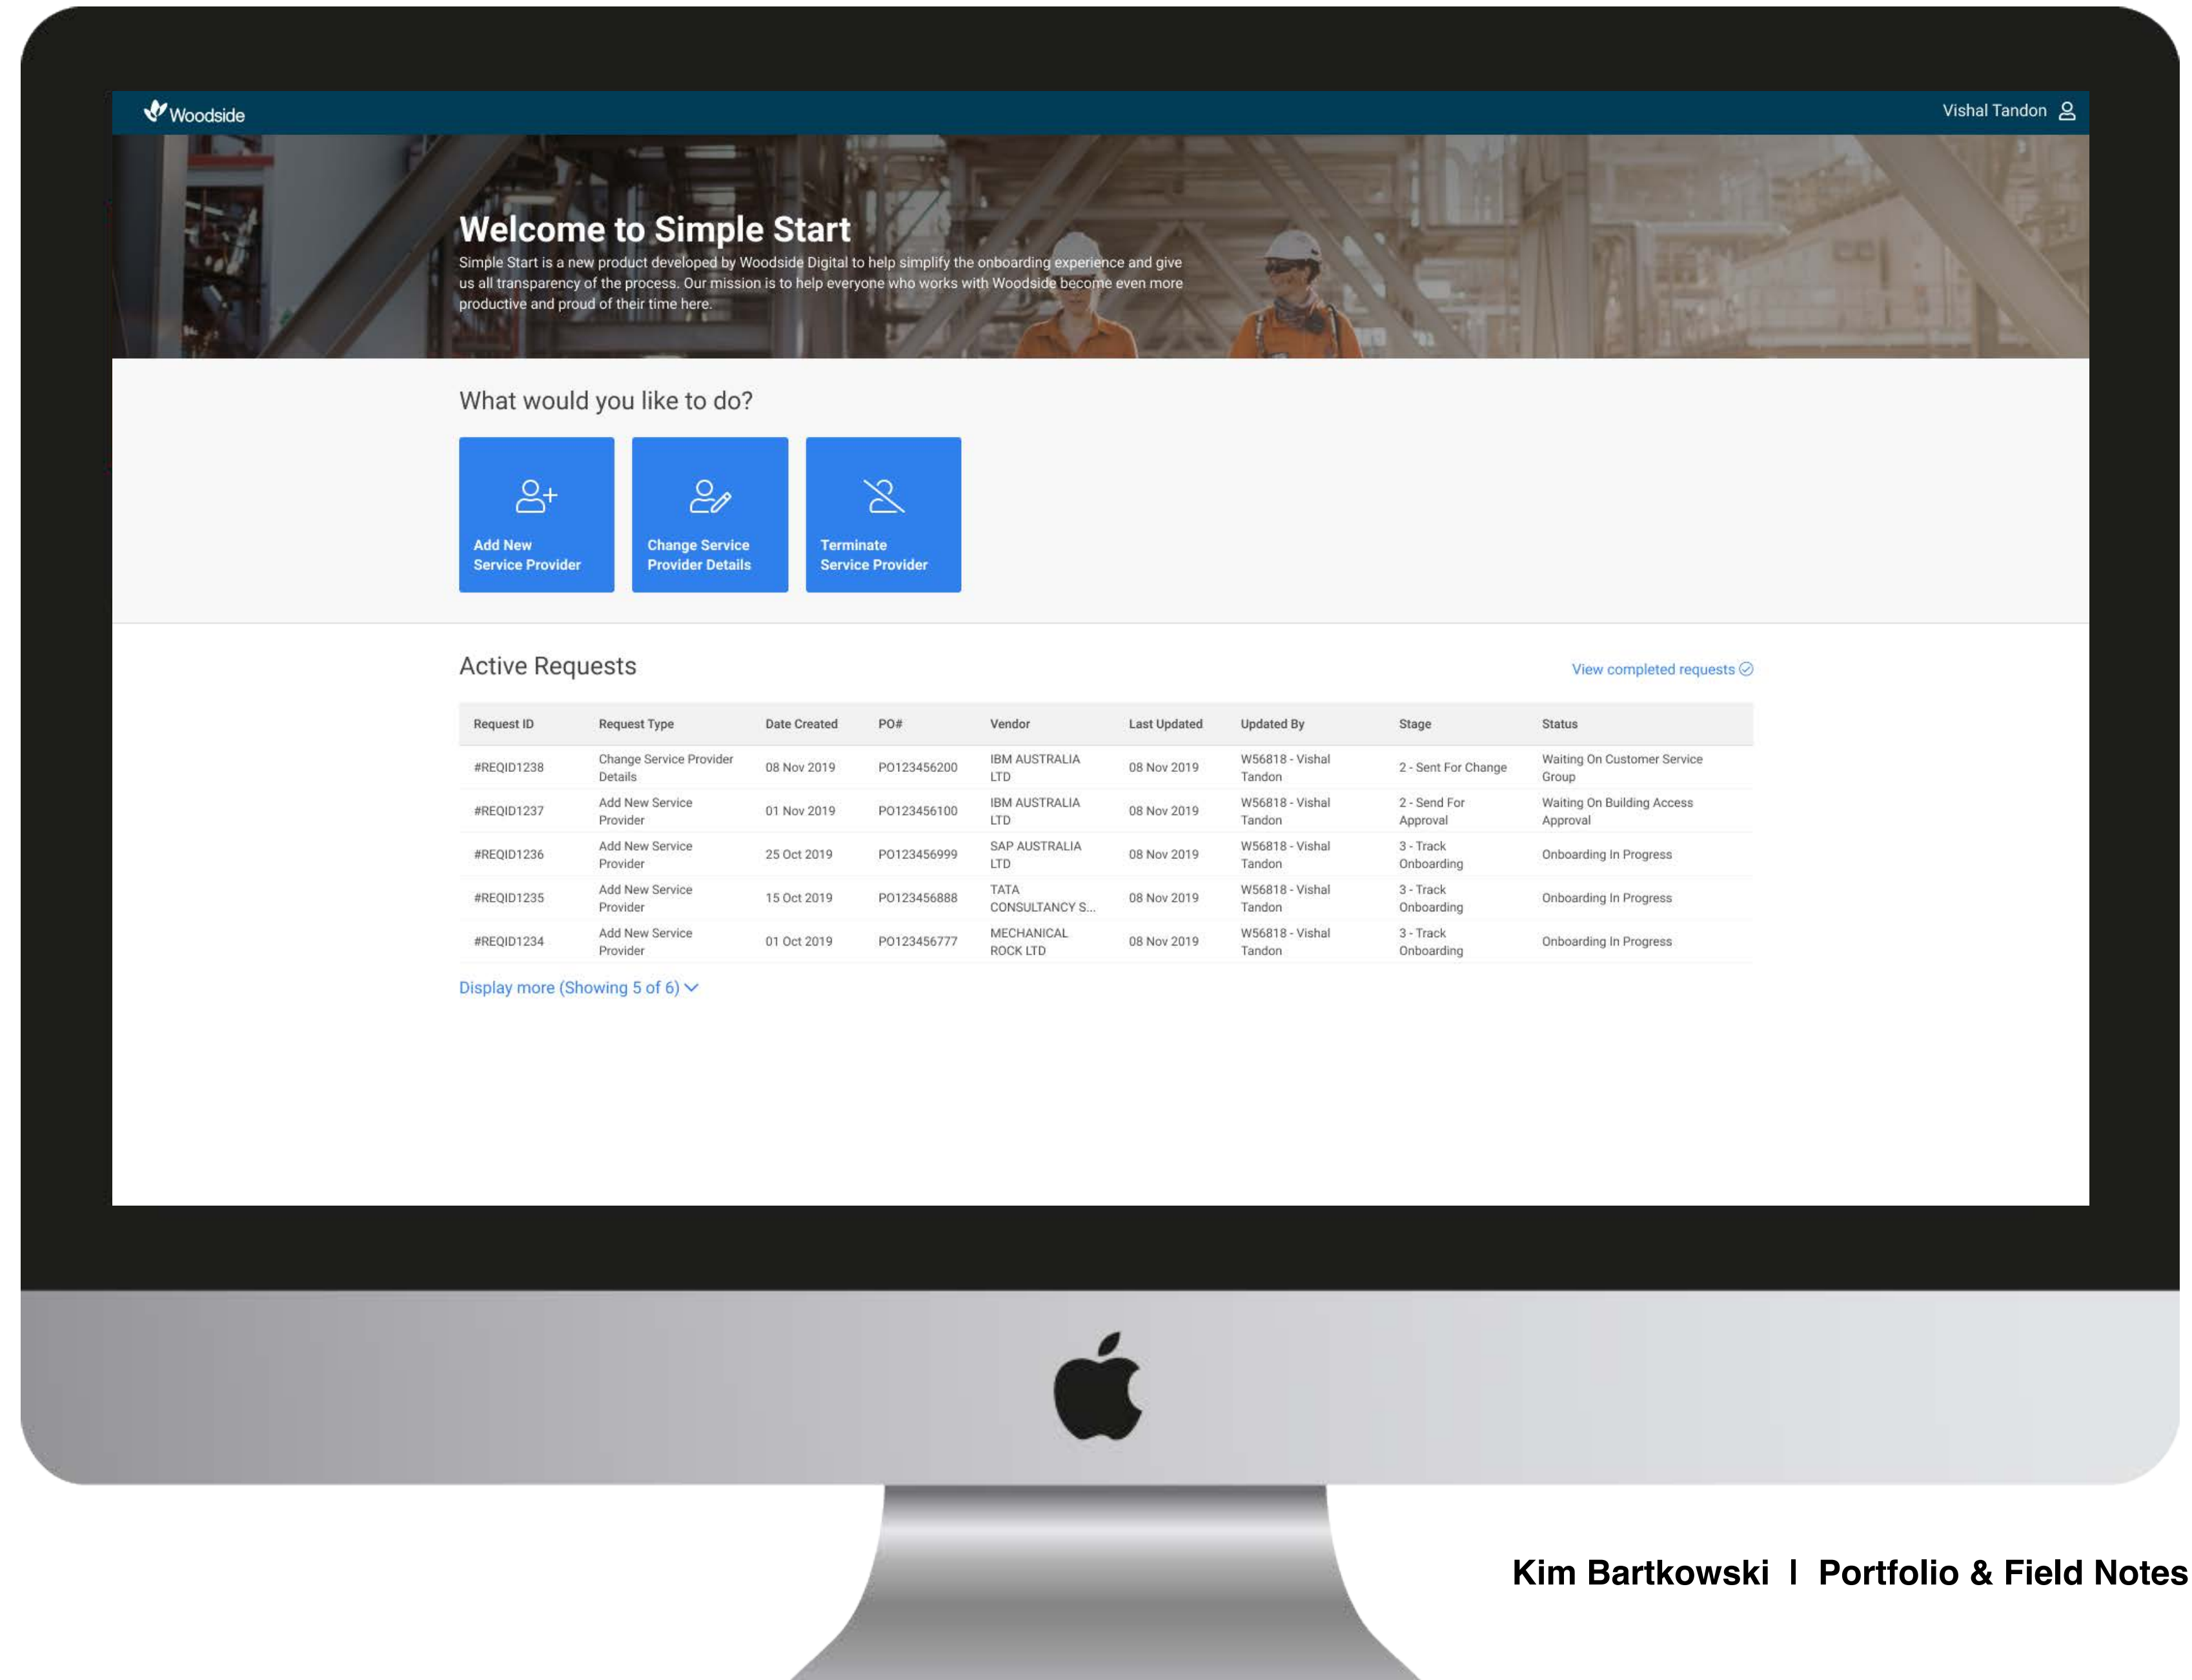 Woodside
Vishal Tandon
Welcome to Simple Start
Simple Start is a new product developed by Woodside Digital to help simplify the onboarding experience and give
us all transparency of the process. Our mission is to help everyone who works with Woodside become even more
productive and proud of their time here.
What would you like to do?
Add New
Service Provider
Change Service
Provider Details
Terminate
Service Provider
Active Requests
View completed requests
Request ID Request Type Date Created PO# Vendor Last Updated Updated By Stage Status
#REQID1238 Change Service Provider Details 08 Nov 2019 PO123456200 IBM AUSTRALIA LTD 08 Nov 2019 W56818 - Vishal Tandon 2 - Sent For Change Waiting On Customer Service Group
#REQID1237 Add New Service Provider 01 Nov 2019 PO123456100 IBM AUSTRALIA LTD 08 Nov 2019 W56818 - Vishal Tandon 2 - Send For Approval Waiting On Building Access Approval
#REQID1236 Add New Service Provider 25 Oct 2019 PO123456999 SAP AUSTRALIA LTD 08 Nov 2019 W56818 - Vishal Tandon 3 - Track Onboarding Onboarding In Progress
#REQID1235 Add New Service Provider 15 Oct 2019 PO123456888 TATA CONSULTANCY S... 08 Nov 2019 W56818 - Vishal Tandon 3 - Track Onboarding Onboarding In Progress
#REQID1234 Add New Service Provider 01 Oct 2019 PO123456777 MECHANICAL ROCK LTD 08 Nov 2019 W56818 - Vishal Tandon 3 - Track Onboarding Onboarding In Progress
Display more (Showing 5 of 6)
Kim Bartkowski | Portfolio & Field Notes